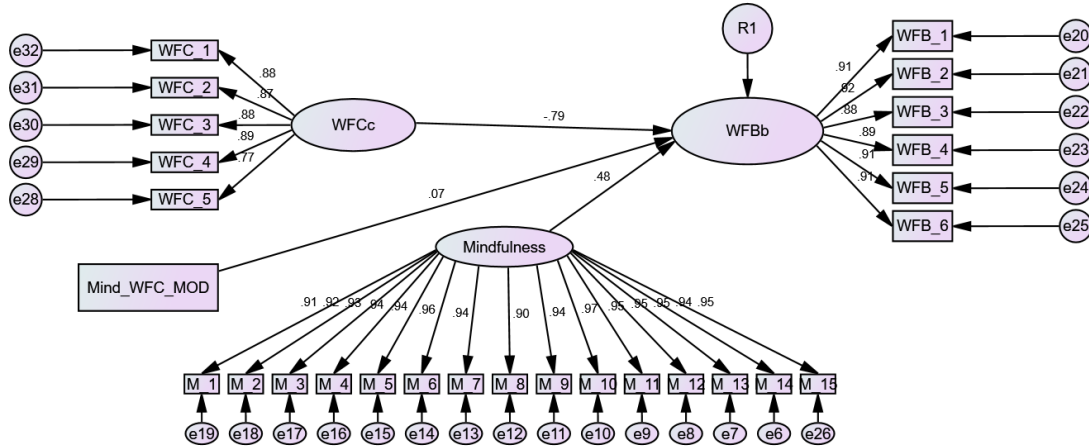 R1
e32 WFC_1
.88
e31 WFC_2
.87
e30 WFC_3
.88
e29 WFC_4
.89
e28 WFC_5
.77
WFCc
-.79
WFBb
.91
WFB_1 e20
.92
WFB_2 e21
.88
WFB_3 e22
.89
WFB_4 e23
.91
WFB_5 e24
.91
WFB_6 e25
.07
.48
Mindfulness
Mind_WFC_MOD
.91 .92 .93 .94 .94 .96 .94 .90 .94 .97 .95 .95 .95 .94 .95
M_1 M_2 M_3 M_4 M_5 M_6 M_7 M_8 M_9 M_10 M_11 M_12 M_13 M_14 M_15
e19 e18 e17 e16 e15 e14 e13 e12 e11 e10 e9 e8 e7 e6 e26